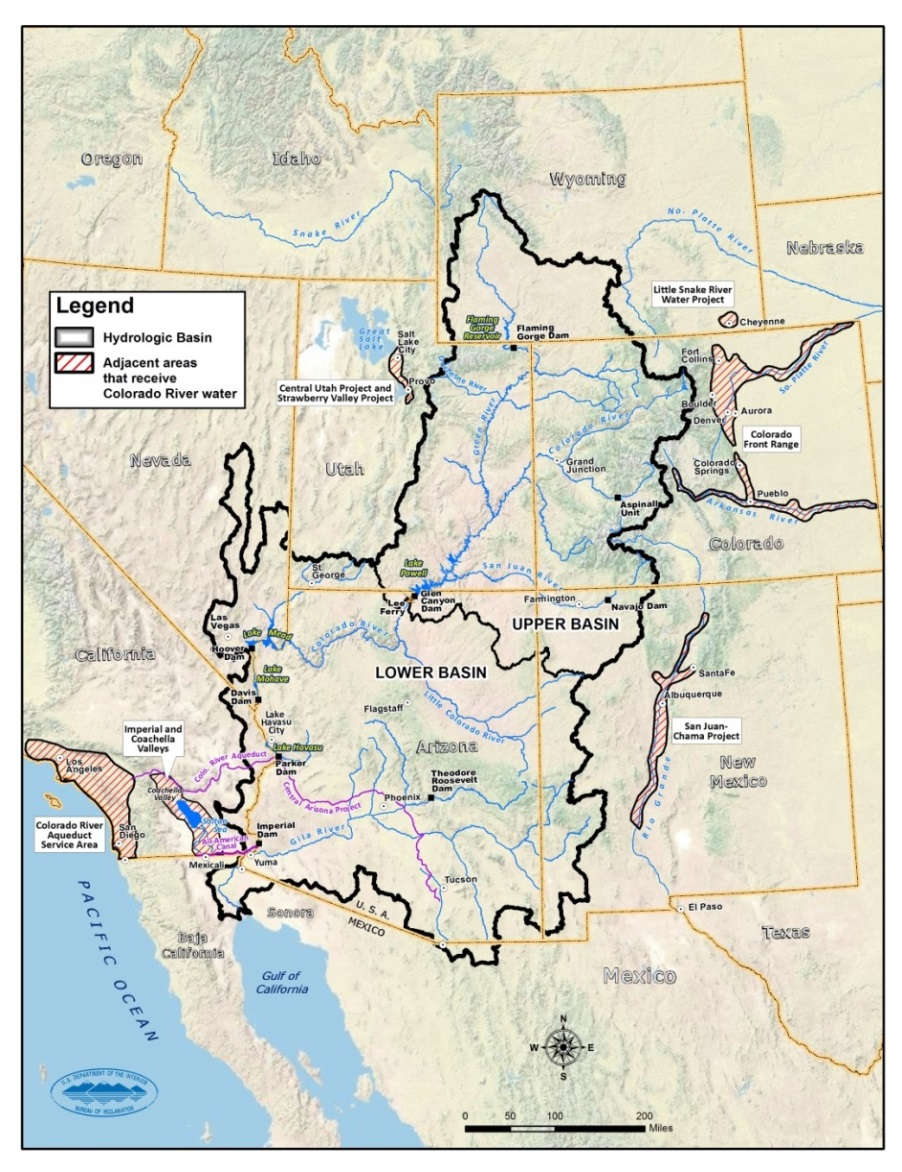 Oregon
Idaho
Wyoming
Snake River
No. Platte River
Nebraska
Legend
Hydrologic Basin
Adjacent areas
that receive
Colorado River water
Great
Salt
Lake
Salt
Lake
City
Provo
Central Utah Project and
Strawberry Valley Project
Flaming
Gorge
Reservoir
Flaming
Gorge Dam
Little Snake River
Water Project
Cheyenne
Fort
Collins
So. Platte River
Boulder
Denver
Aurora
Colorado
Front Range
Colorado
Springs
Pueblo
Arkansas River
Colorado
Green River
Colorado River
Grand
Junction
Aspinall
Unit
Nevada
Utah
St.
George
Lake
Powell
San Juan River
Glen
Canyon
Dam
Lee
Ferry
Farmington
Navajo Dam
UPPER BASIN
Las
Vegas
Lake Mead
Hoover
Dam
Colorado River
LOWER BASIN
California
Lake
Mohave
Davis
Dam
Lake
Havasu
City
Flagstaff
Little Colorado River
Arizona
SantaFe
Albuquerque
San Juan-
Chama Project
New
Mexico
Rio Grande
Imperial and
Coachella
Valleys
Los
Angeles
Colo. River Aqueduct
Lake Havasu
Parker
Dam
Coachella
Valley
Central Arizona Project
Phoenix
Theodore
Roosevelt
Dam
Colorado River
Aqueduct
Service Area
San
Diego
Salton
Sea
All-American
Canal
Imperial
Dam
Gila River
Mexicali
Yuma
Tucson
U. S. A.
MEXICO
Sonora
Baja
California
PACIFIC OCEAN
Gulf of
California
El Paso
Texas
Mexico
N
W
E
S
U.S. DEPARTMENT OF THE INTERIOR
BUREAU OF RECLAMATION
0 50 100 200
Miles